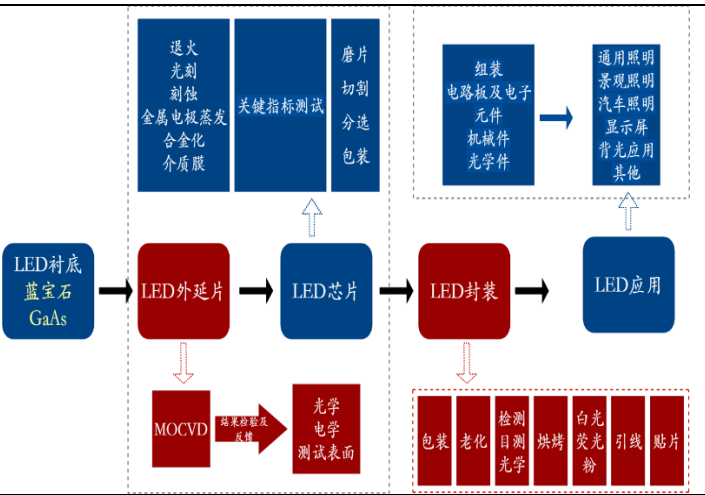 退火
光刻
刻蚀
金属电极蒸发
合金化
介质膜
关键指标测试
磨片
切割
分选
包装
组装
电路板及电子
元件
机械件
光学件
通用照明
景观照明
汽车照明
显示屏
背光应用
其他
LED衬底
蓝宝石
GaAs
LED外延片
LED芯片
LED封装
LED应用
MOCVD
结果检验及
反馈
光学
电学
测试表面
包装
老化
检测
目测
光学
烘烤
白光
荧光
粉
引线
贴片